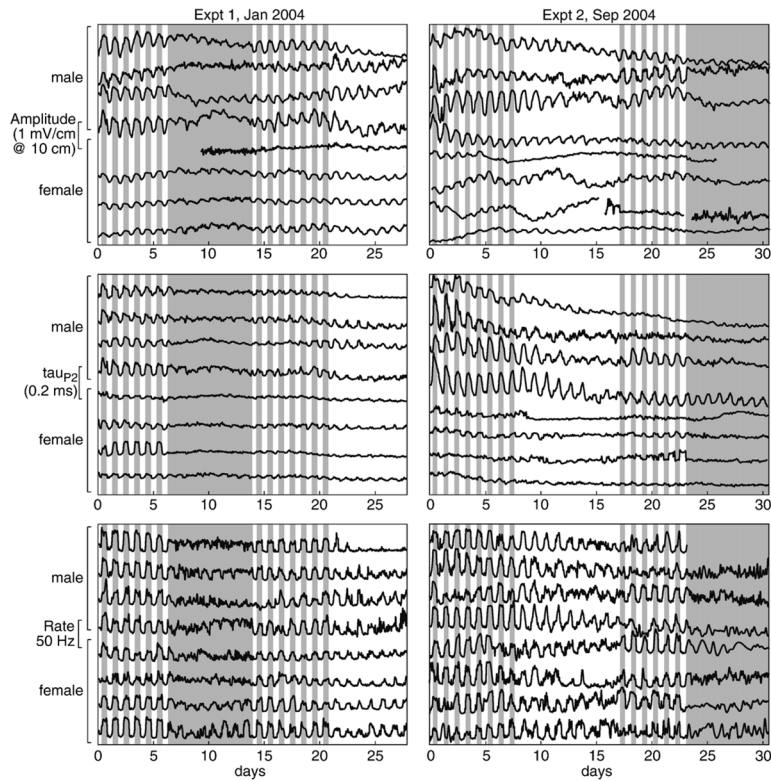 Expt 1, Jan 2004
Expt 2, Sep 2004
male
Amplitude
(1 mV/cm
@ 10 cm)
female
0 5 10 15 20 25
0 5 10 15 20 25 30
male
tauP2
(0.2 ms)
female
0 5 10 15 20 25
0 5 10 15 20 25 30
male
Rate
50 Hz
female
0 5 10 15 20 25
0 5 10 15 20 25 30
days
days